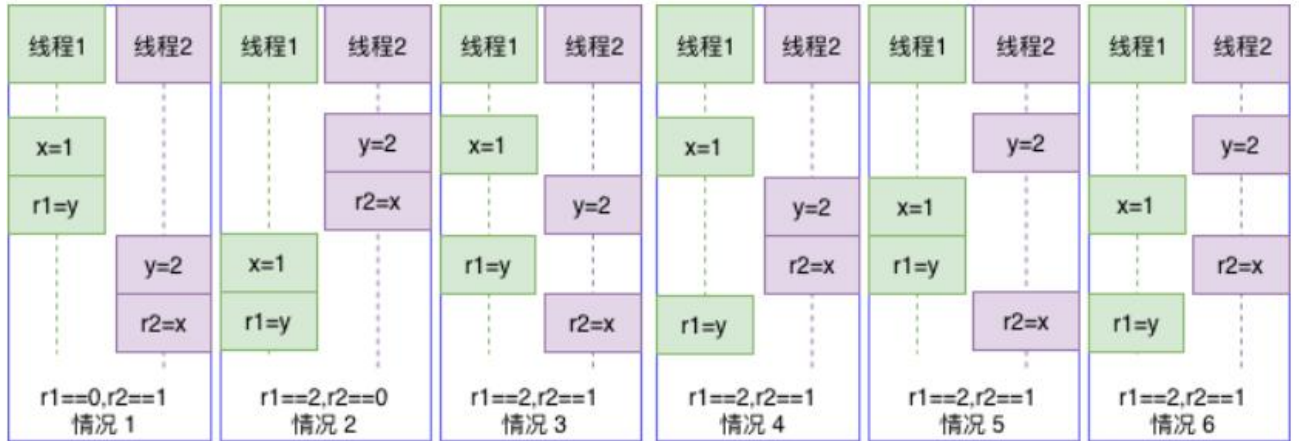 线程1 线程2
x=1
r1=y
y=2
r2=x
r1==0,r2==1
情况 1
线程1 线程2
y=2
r2=x
x=1
r1=y
r1==2,r2==0
情况 2
线程1 线程2
x=1
y=2
r1=y
r2=x
r1==2,r2==1
情况 3
线程1 线程2
x=1
y=2
r2=x
r1=y
r1==2,r2==1
情况 4
线程1 线程2
y=2
x=1
r1=y
r2=x
r1==2,r2==1
情况 5
线程1 线程2
y=2
x=1
r2=x
r1=y
r1==2,r2==1
情况 6